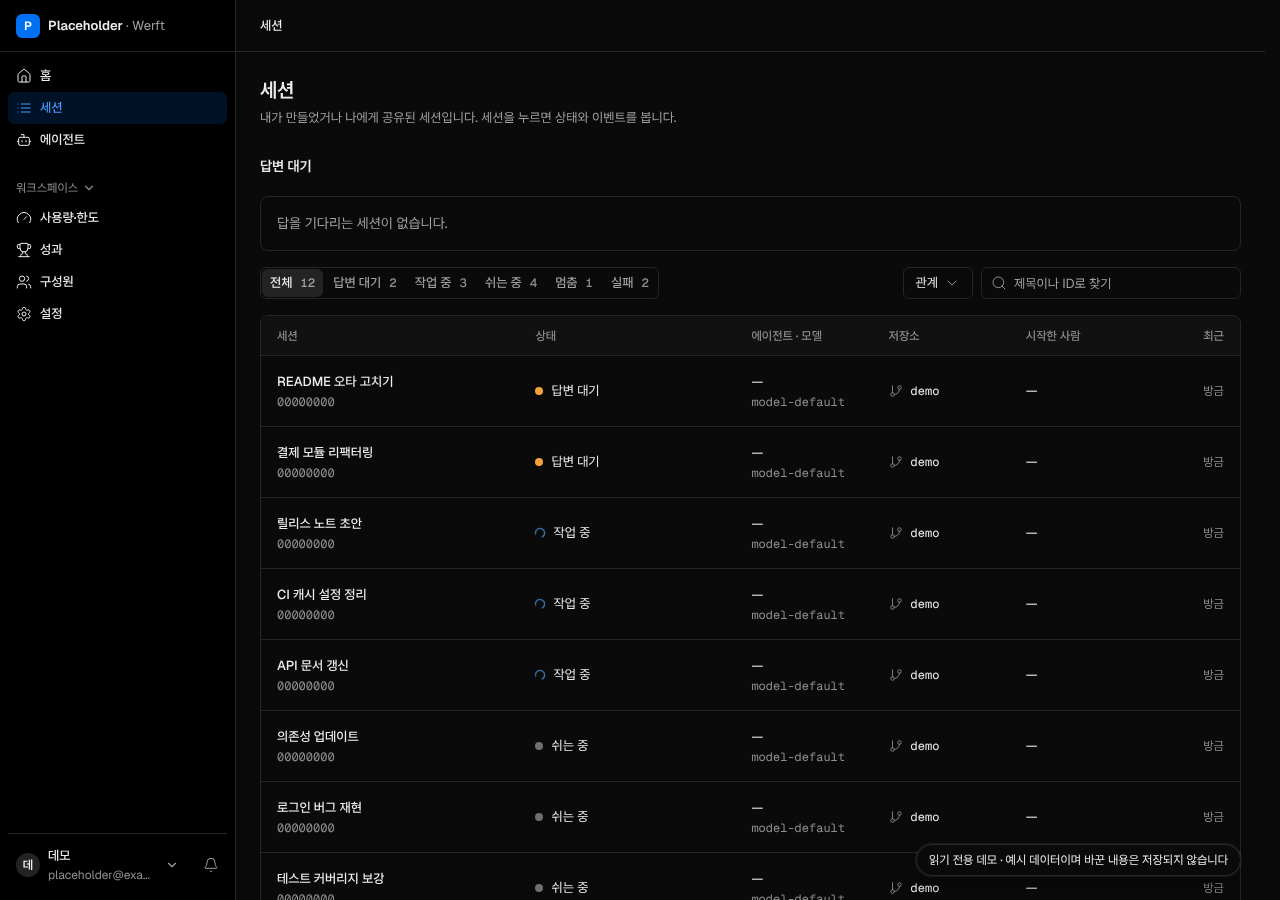 P Placeholder · Werft
세션
홈
세션
에이전트
워크스페이스
사용량·한도
성과
구성원
설정
데 데모
placeholder@exa...
세션
내가 만들었거나 나에게 공유된 세션입니다. 세션을 누르면 상태와 이벤트를 봅니다.
답변 대기
답을 기다리는 세션이 없습니다.
전체 12 답변 대기 2 작업 중 3 쉬는 중 4 멈춤 1 실패 2 관계 제목이나 ID로 찾기
세션 상태 에이전트 · 모델 저장소 시작한 사람 최근
README 오타 고치기
00000000
답변 대기
—
model-default
demo — 방금
결제 모듈 리팩터링
00000000
답변 대기
—
model-default
demo — 방금
릴리스 노트 초안
00000000
작업 중
—
model-default
demo — 방금
CI 캐시 설정 정리
00000000
작업 중
—
model-default
demo — 방금
API 문서 갱신
00000000
작업 중
—
model-default
demo — 방금
의존성 업데이트
00000000
쉬는 중
—
model-default
demo — 방금
로그인 버그 재현
00000000
쉬는 중
—
model-default
demo — 방금
테스트 커버리지 보강
00000000
쉬는 중
—
model-default
demo — 방금
읽기 전용 데모 · 예시 데이터이며 바꾼 내용은 저장되지 않습니다